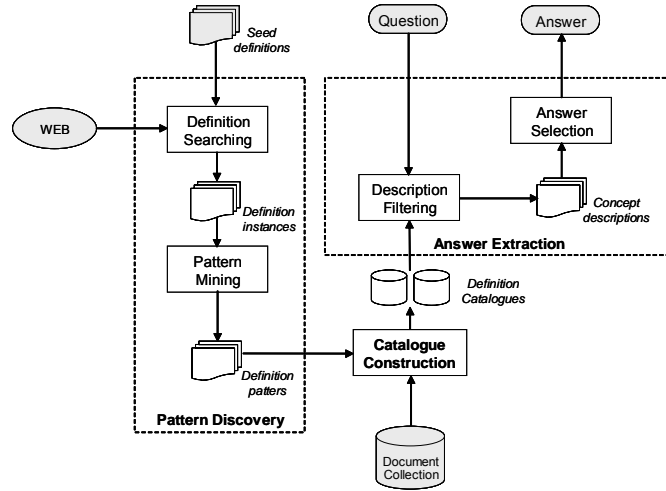 Seed
definitions
Question
Answer
WEB
Definition
Searching
Answer
Selection
Definition
instances
Description
Filtering
Concept
descriptions
Answer Extraction
Pattern
Mining
Definition
Catalogues
Definition
patters
Catalogue
Construction
Pattern Discovery
Document
Collection